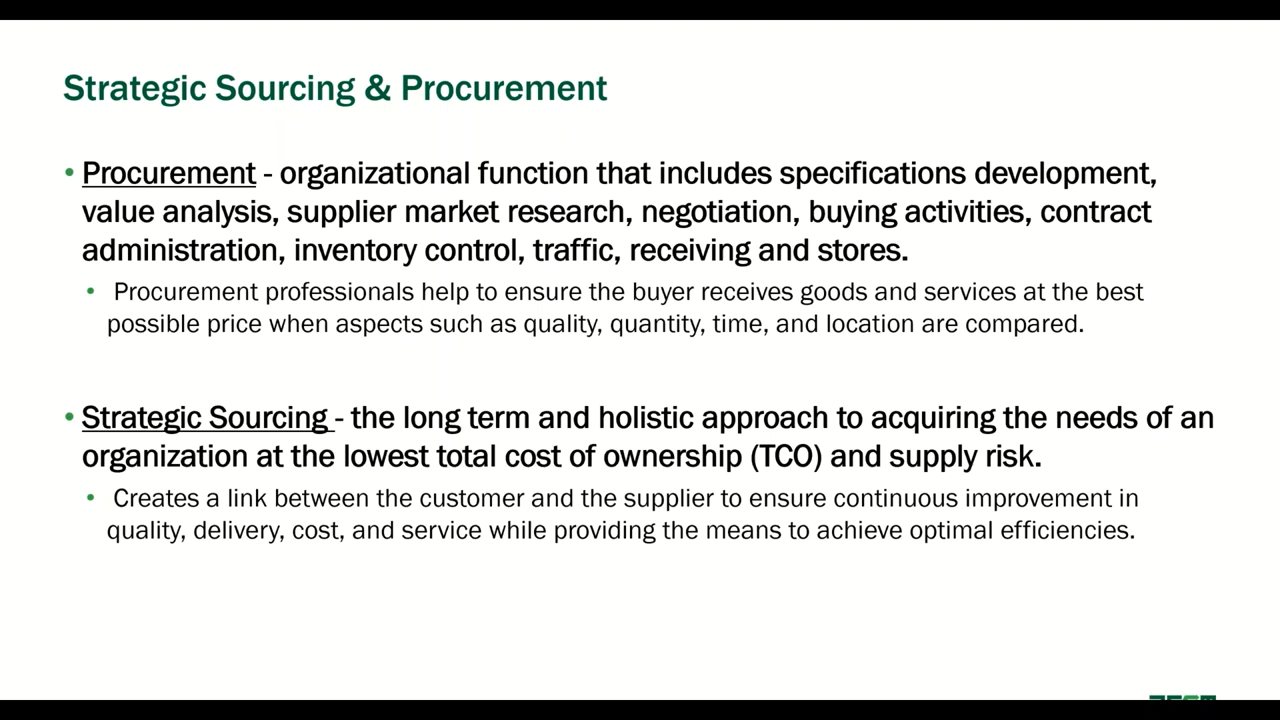 Strategic Sourcing & Procurement
• Procurement - organizational function that includes specifications development,
value analysis, supplier market research, negotiation, buying activities, contract
administration, inventory control, traffic, receiving and stores.
• Procurement professionals help to ensure the buyer receives goods and services at the best
possible price when aspects such as quality, quantity, time, and location are compared.
• Strategic Sourcing - the long term and holistic approach to acquiring the needs of an
organization at the lowest total cost of ownership (TCO) and supply risk.
• Creates a link between the customer and the supplier to ensure continuous improvement in
quality, delivery, cost, and service while providing the means to achieve optimal efficiencies.